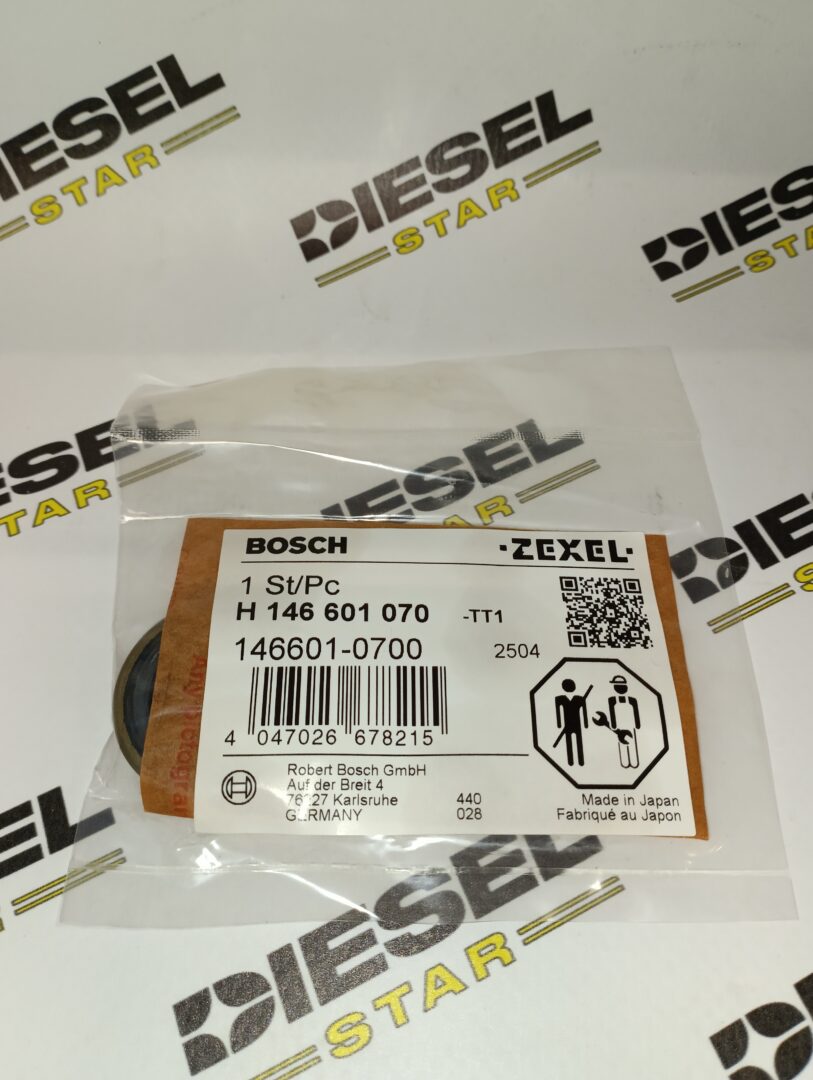 DIESEL
STAR
DIESEL
STAR
DIESEL
STAR
DIESEL
STAR
DIESEL
STAR
BOSCH
·ZEXEL·
1 St/Pc
H 146 601 070 -TT1
146601-0700 2504
4 047026 678215
Robert Bosch GmbH
Auf der Breit 4
76227 Karlsruhe 440
GERMANY 028
Made in Japan
Fabriqué au Japon
DIESEL
STAR